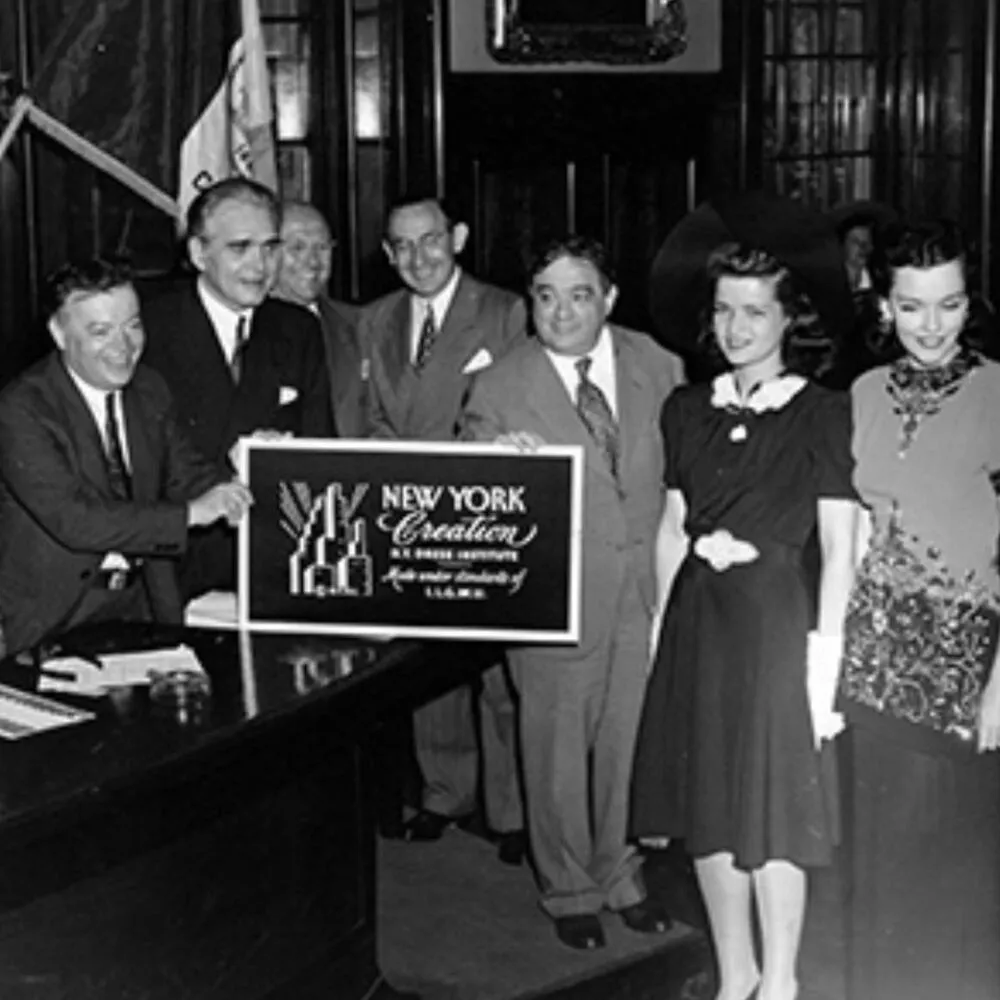 NEW YORK
Creation
N.Y. DRESS INSTITUTE
Made under standards of
I.L.G.W.U.